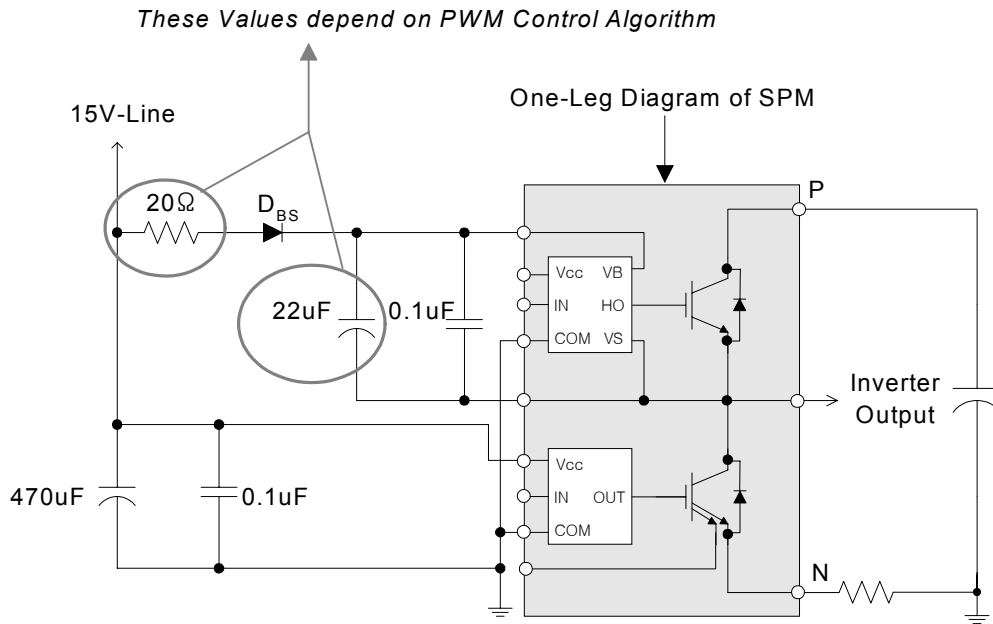 These Values depend on PWM Control Algorithm
One-Leg Diagram of SPM
15V-Line
P
20Ω
DBS
Vcc
VB
IN
HO
COM
VS
22uF
0.1uF
Inverter
Output
Vcc
IN
OUT
COM
470uF
0.1uF
N